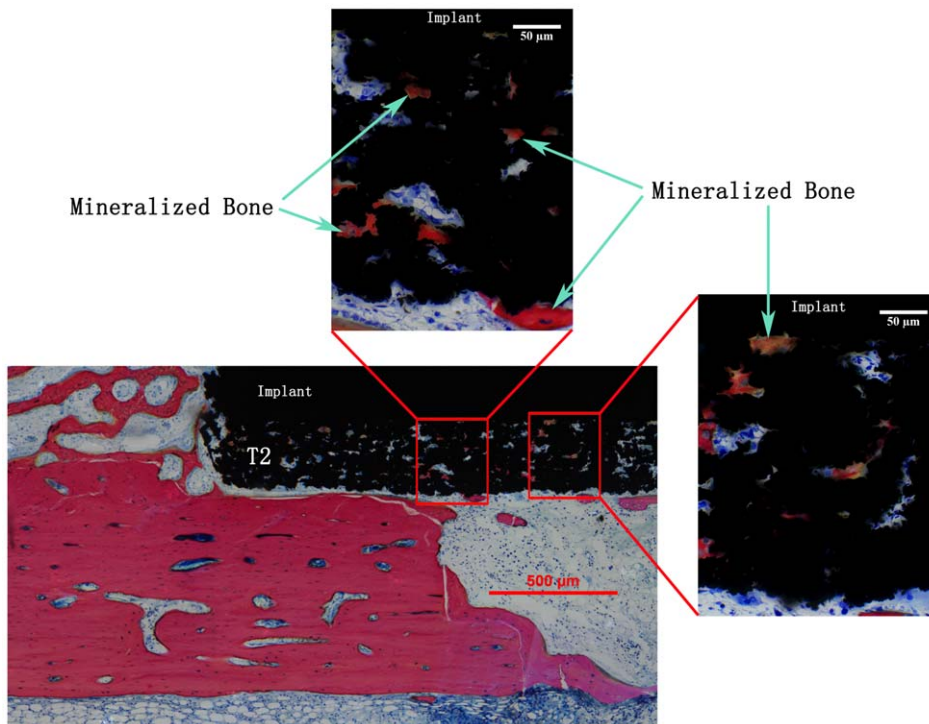 Implant
50 µm
Mineralized Bone
Mineralized Bone
Implant
50 µm
Implant
T2
500 µm